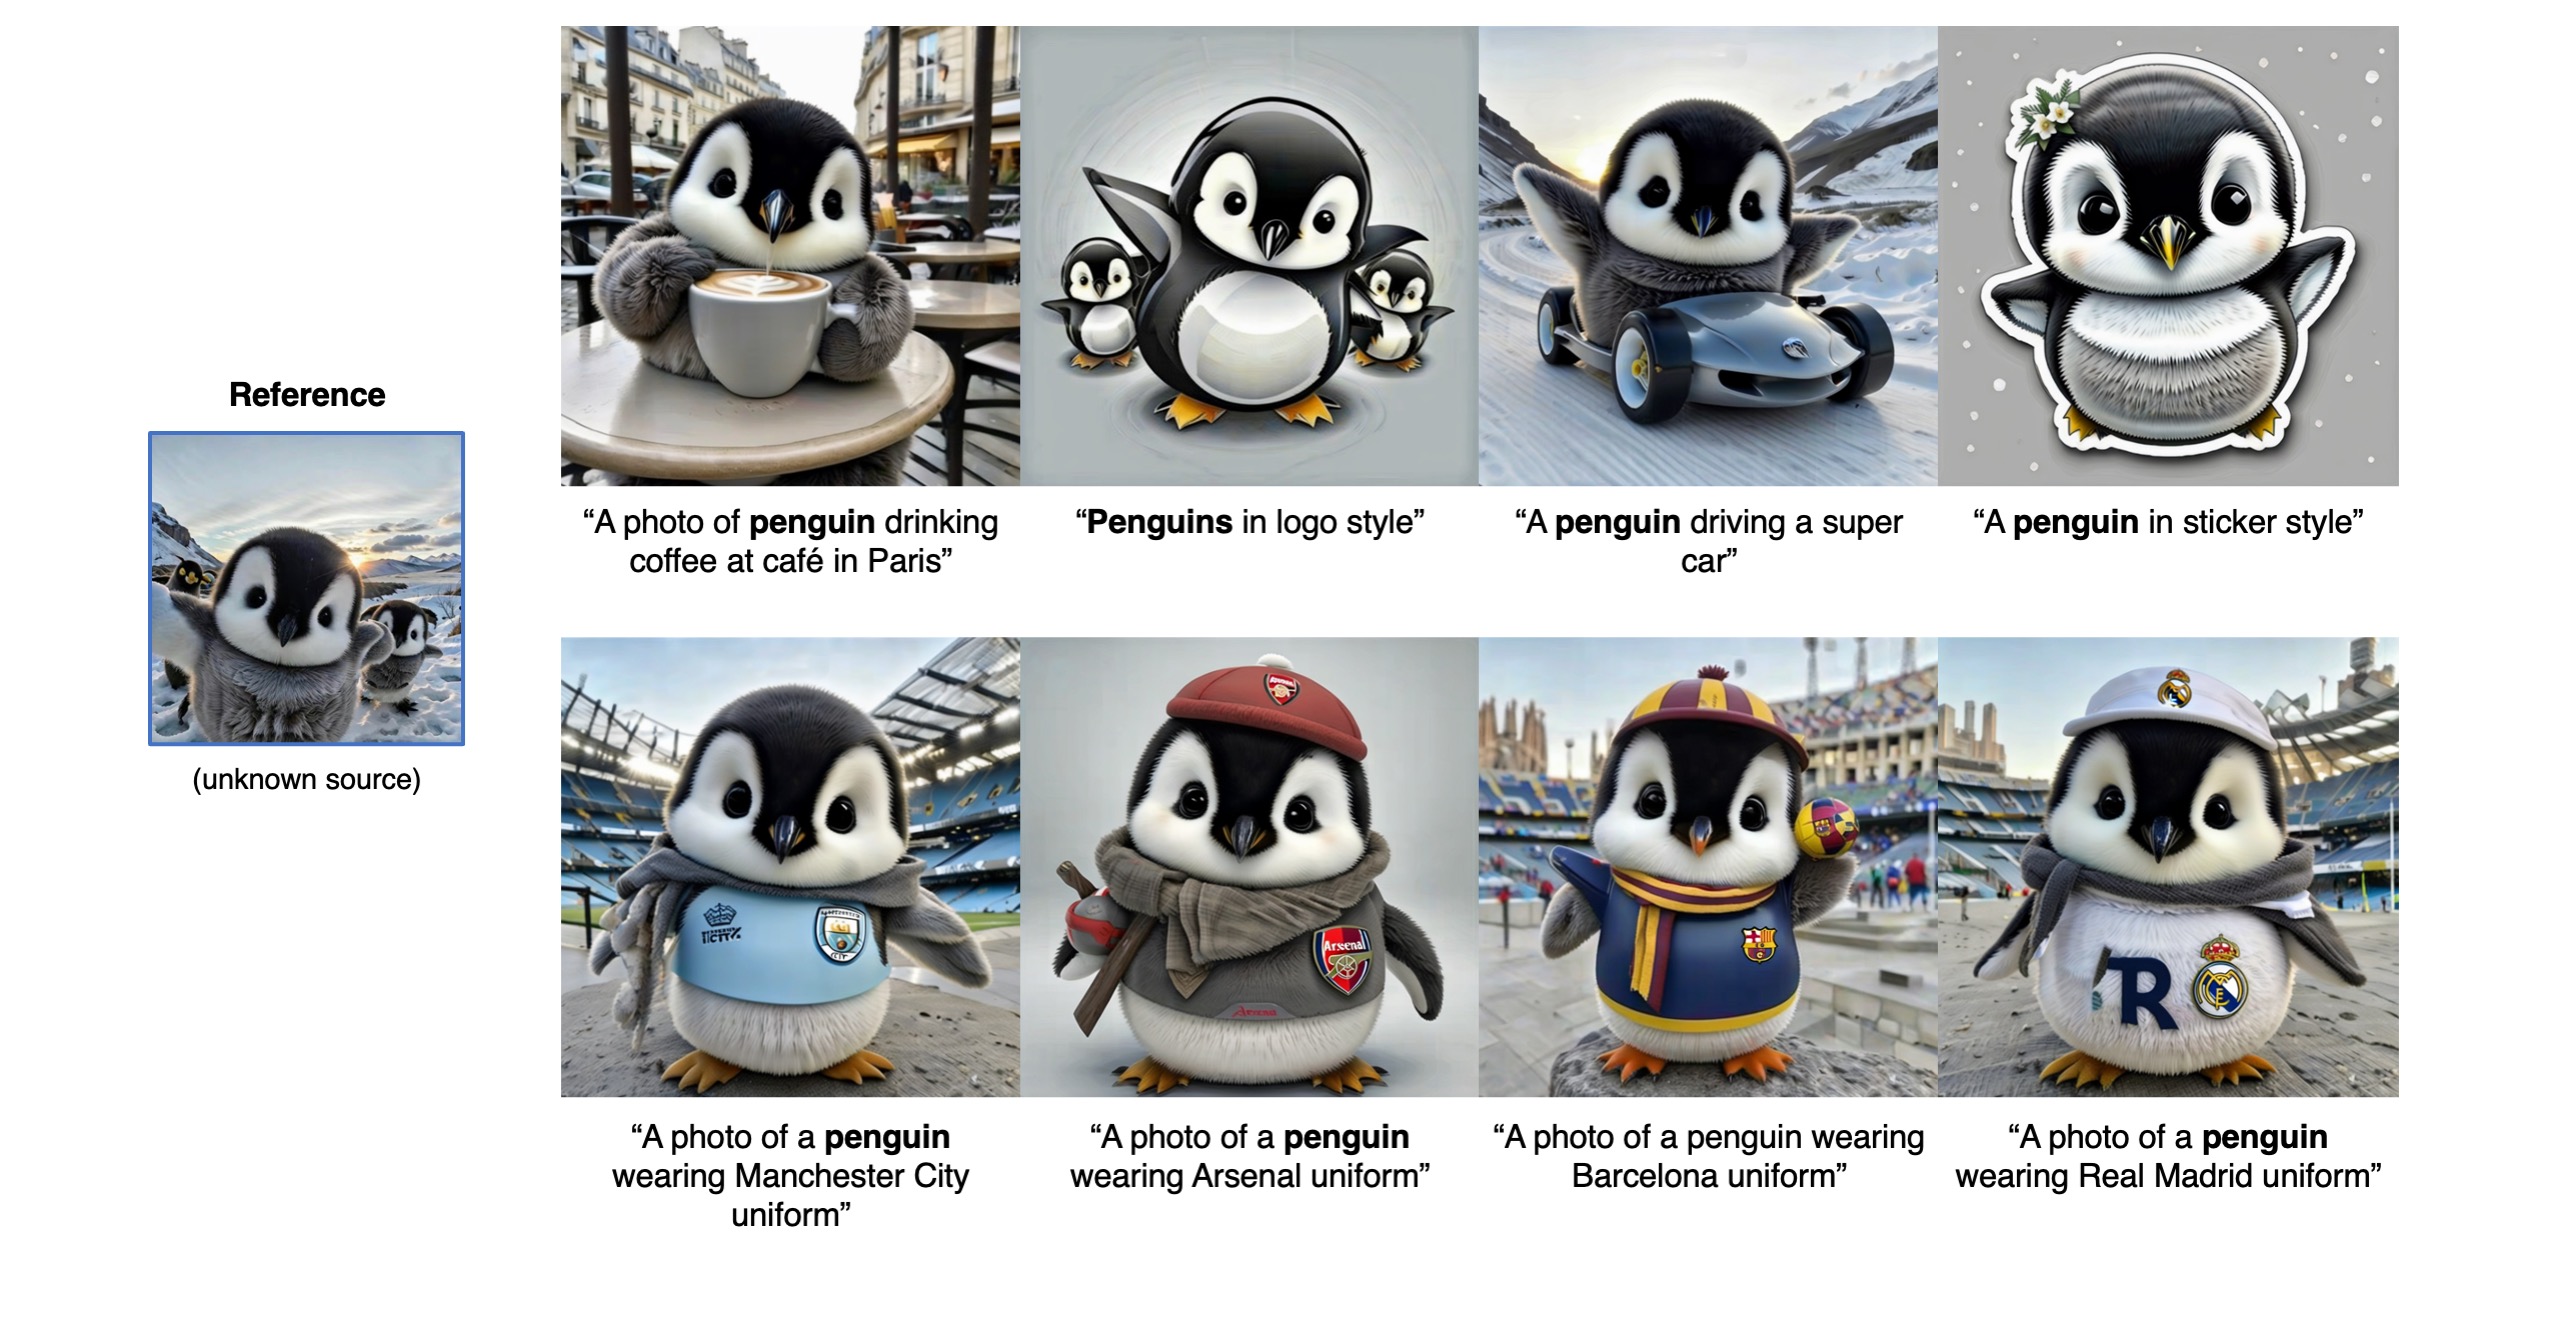 Reference
(unknown source)
“A photo of penguin drinking
coffee at café in Paris”
“Penguins in logo style”
“A penguin driving a super
car”
“A penguin in sticker style”
Arsenal
R
“A photo of a penguin
wearing Manchester City
uniform”
“A photo of a penguin
wearing Arsenal uniform”
“A photo of a penguin wearing
Barcelona uniform”
“A photo of a penguin
wearing Real Madrid uniform”